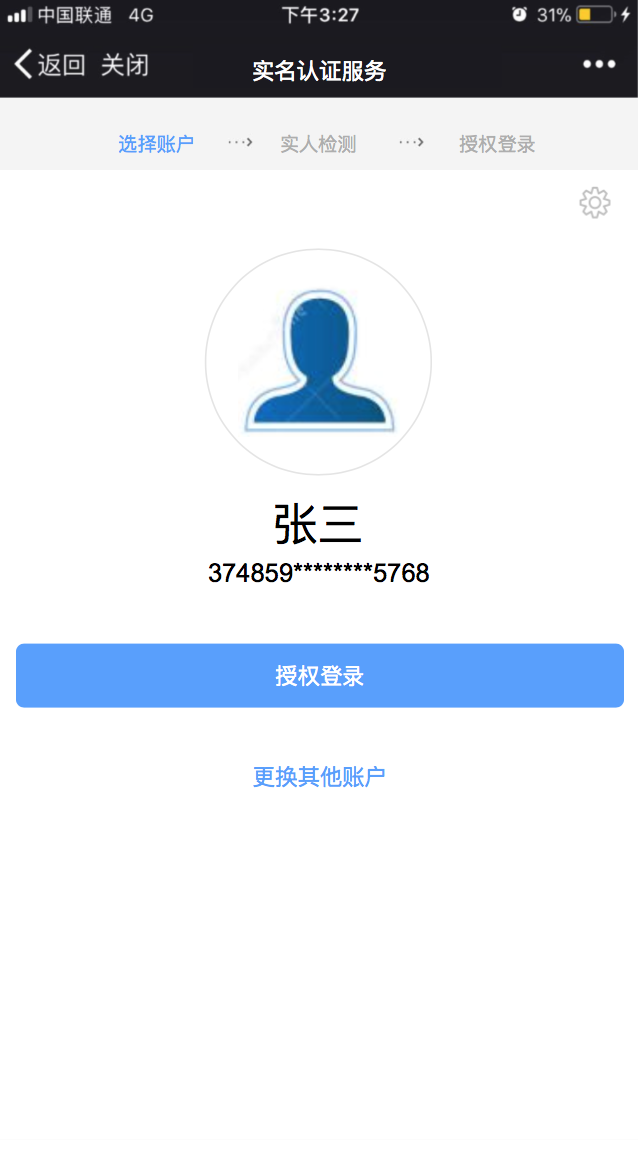 中国联通 4G 下午3:27 31%
返回 关闭 实名认证服务
选择账户 实人检测 授权登录
张三
374859********5768
授权登录
更换其他账户